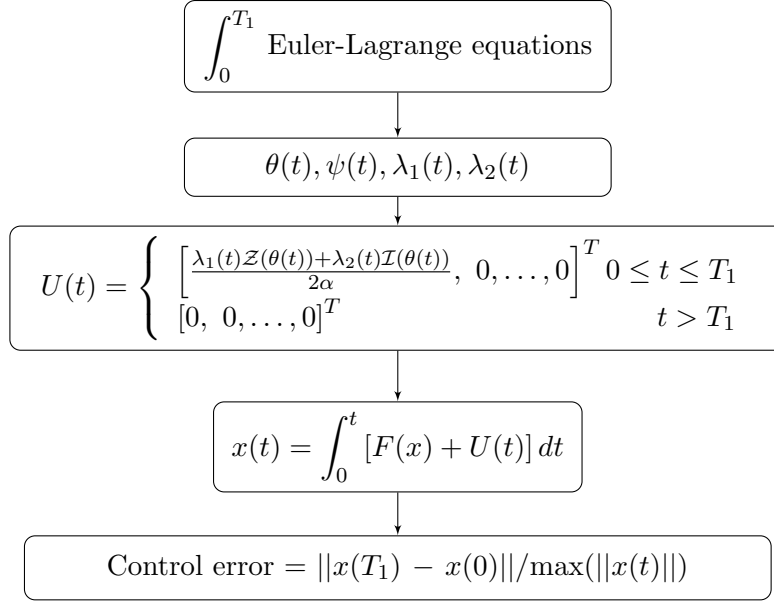 ∫₀^{T₁} Euler-Lagrange equations
θ(t), ψ(t), λ₁(t), λ₂(t)
U(t) = { [ (λ₁(t)𝒵(θ(t))+λ₂(t)ℐ(θ(t))) / 2α, 0, . . . , 0 ]^T 0 ≤ t ≤ T₁
[0, 0, . . . , 0]^T t > T₁
x(t) = ∫₀^t [F(x) + U(t)] dt
Control error = ||x(T₁) − x(0)||/max(||x(t)||)